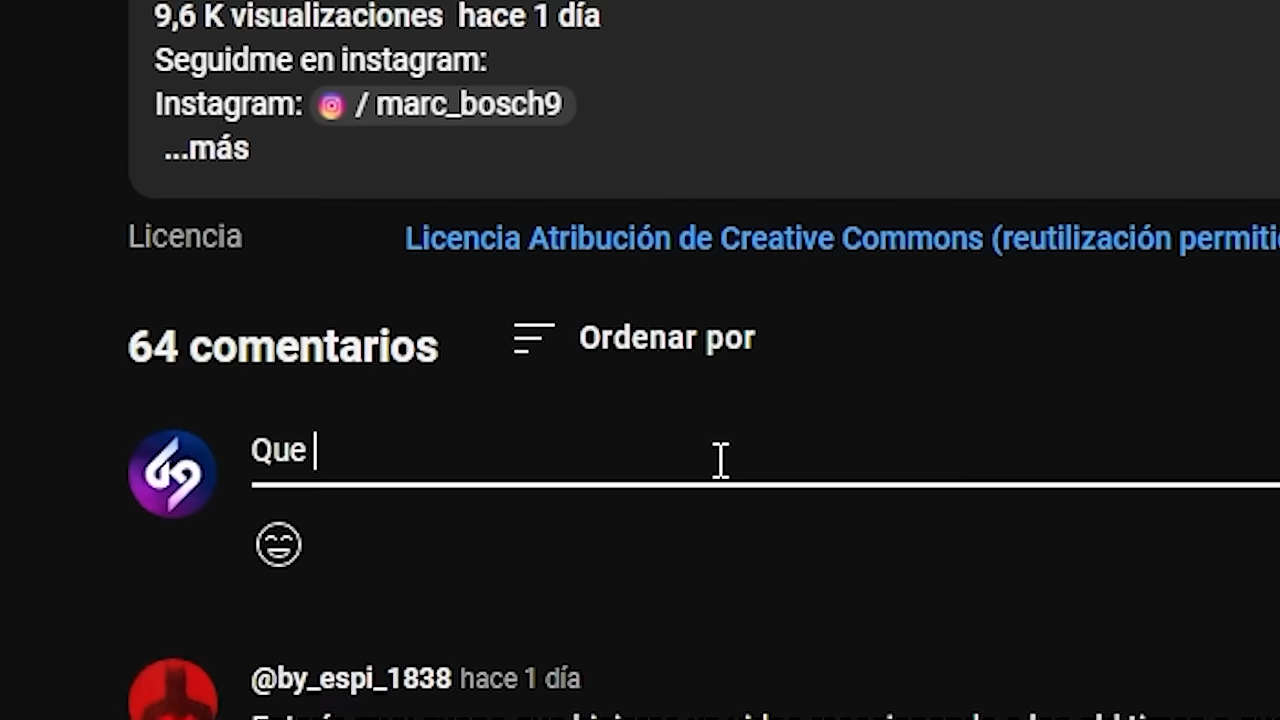 9,6 K visualizaciones hace 1 día
Seguidme en instagram:
Instagram: / marc_bosch9
...más
Licencia
Licencia Atribución de Creative Commons (reutilización
64 comentarios
Ordenar por
Que
@by_espi_1838 hace 1 día